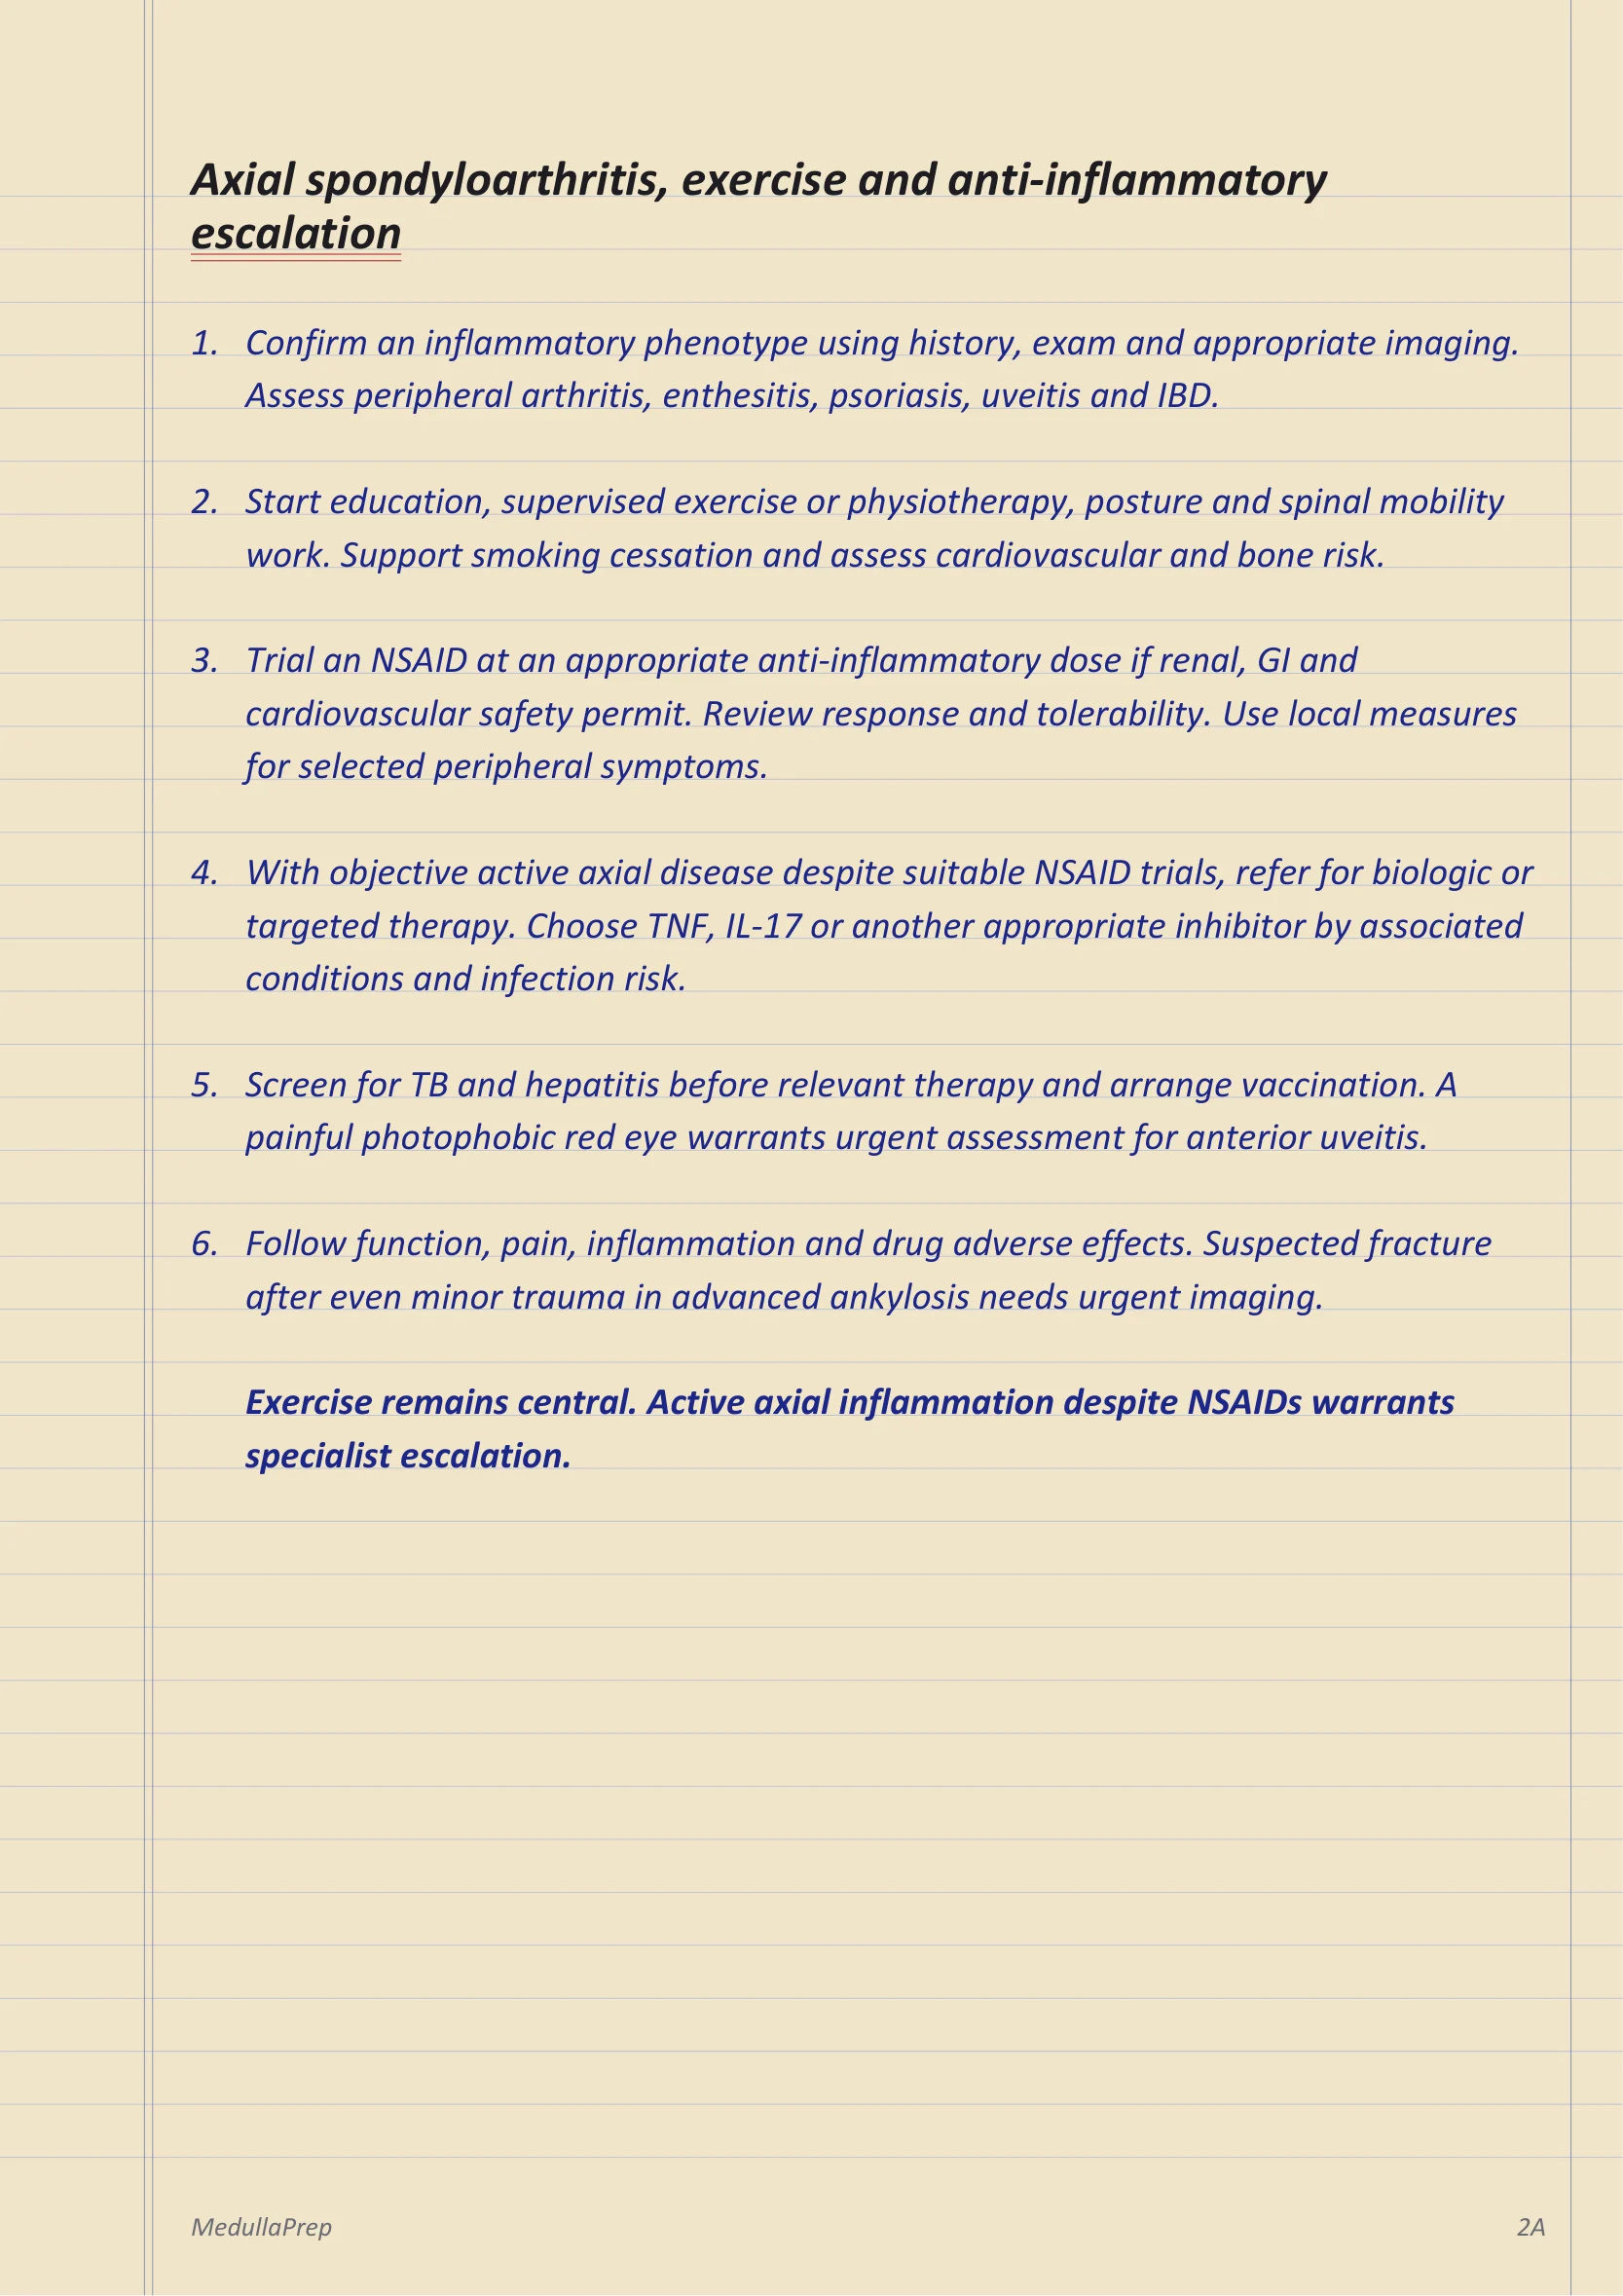 Axial spondyloarthritis, exercise and anti-inflammatory
escalation
1. Confirm an inflammatory phenotype using history, exam and appropriate imaging.
Assess peripheral arthritis, enthesitis, psoriasis, uveitis and IBD.
2. Start education, supervised exercise or physiotherapy, posture and spinal mobility
work. Support smoking cessation and assess cardiovascular and bone risk.
3. Trial an NSAID at an appropriate anti-inflammatory dose if renal, GI and
cardiovascular safety permit. Review response and tolerability. Use local measures
for selected peripheral symptoms.
4. With objective active axial disease despite suitable NSAID trials, refer for biologic or
targeted therapy. Choose TNF, IL-17 or another appropriate inhibitor by associated
conditions and infection risk.
5. Screen for TB and hepatitis before relevant therapy and arrange vaccination. A
painful photophobic red eye warrants urgent assessment for anterior uveitis.
6. Follow function, pain, inflammation and drug adverse effects. Suspected fracture
after even minor trauma in advanced ankylosis needs urgent imaging.
Exercise remains central. Active axial inflammation despite NSAIDs warrants
specialist escalation.
MedullaPrep
2A